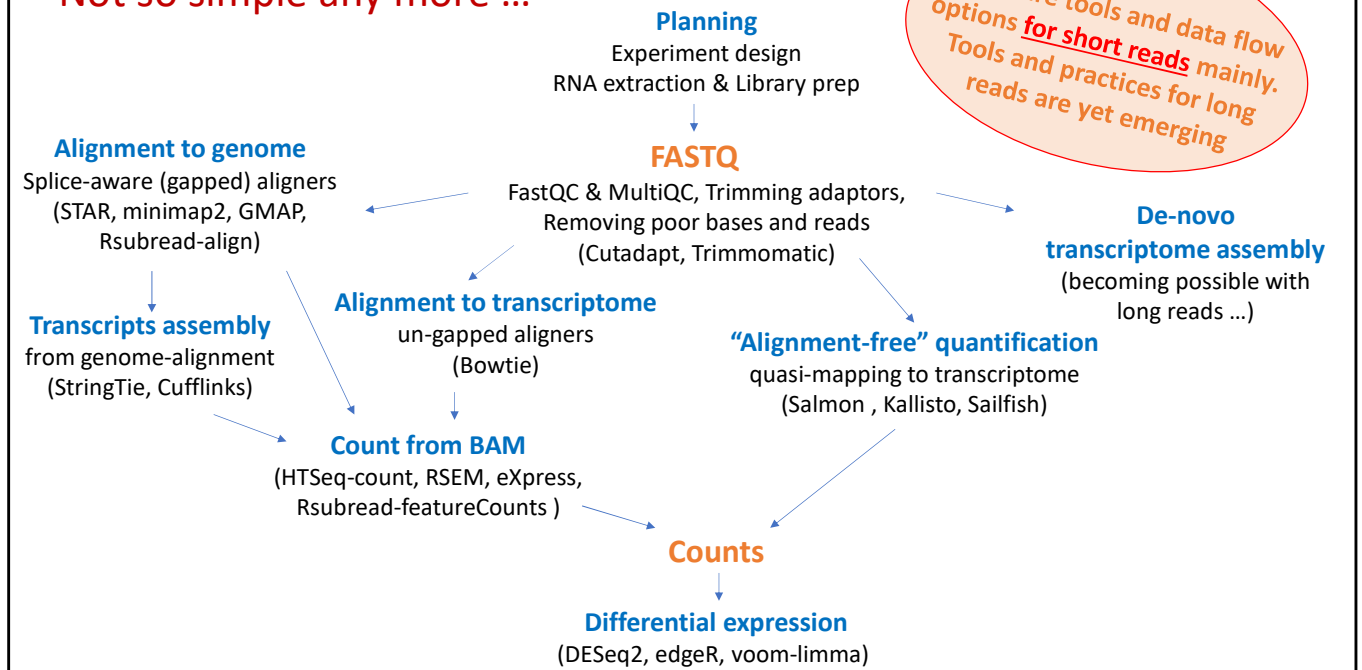 Not so simple any more …
Planning
Experiment design
RNA extraction & Library prep
tools and data flow
options for short reads mainly.
Tools and practices for long
reads are yet emerging
FASTQ
FastQC & MultiQC, Trimming adaptors,
Removing poor bases and reads
(Cutadapt, Trimmomatic)
Alignment to genome
Splice-aware (gapped) aligners
(STAR, minimap2, GMAP,
Rsubread-align)
De-novo
transcriptome assembly
(becoming possible with
long reads …)
Transcripts assembly
from genome-alignment
(StringTie, Cufflinks)
Alignment to transcriptome
un-gapped aligners
(Bowtie)
“Alignment-free” quantification
quasi-mapping to transcriptome
(Salmon , Kallisto, Sailfish)
Count from BAM
(HTSeq-count, RSEM, eXpress,
Rsubread-featureCounts )
Counts
Differential expression
(DESeq2, edgeR, voom-limma)